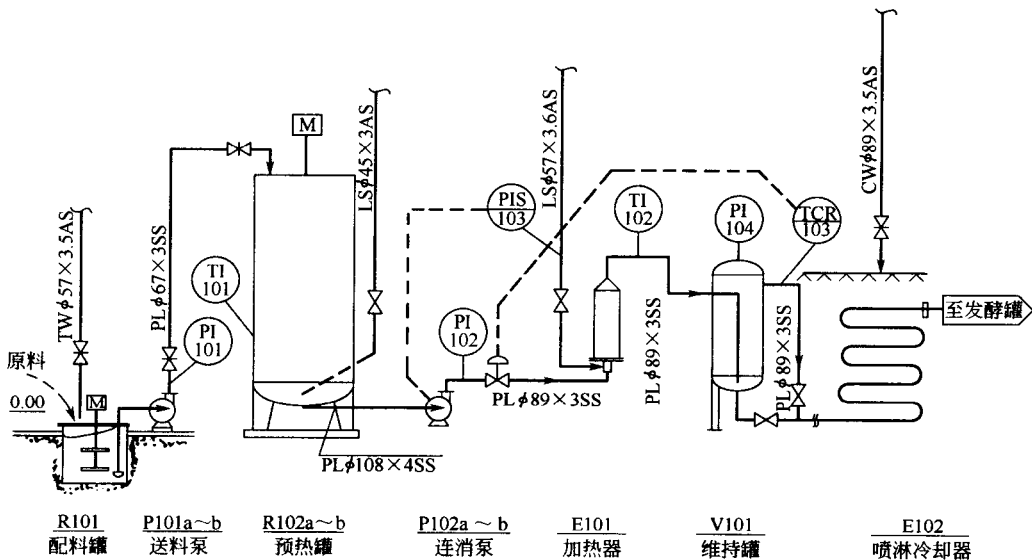 TWϕ57×3.5AS
原料
0.00
M
PLϕ67×3SS
PI
101
M
TI
101
LSϕ45×3AS
PLϕ108×4SS
PIS
103
PI
102
LSϕ57×3.6AS
PLϕ89×3SS
TI
102
PLϕ89×3SS
PI
104
TCR
103
PLϕ89×3SS
CWϕ89×3.5AS
至发酵罐
R101
配料罐
P101a~b
送料泵
R102a~b
预热罐
P102a~b
连消泵
E101
加热器
V101
维持罐
E102
喷淋冷却器